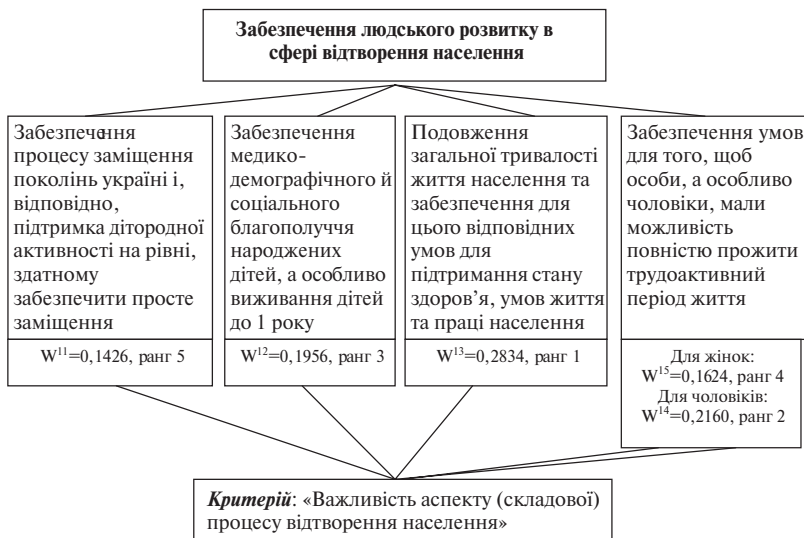 Забезпечення людського розвитку в
сфері відтворення населення
Забезпечення
процесу заміщення
поколінь україні і,
відповідно,
підтримка дітородної
активності на рівні,
здатному
забезпечити просте
заміщення
W¹¹=0,1426, ранг 5
Забезпечення
медико-
демографічного й
соціального
благополуччя
народжених
дітей, а особливо
виживання дітей
до 1 року
W¹²=0,1956, ранг 3
Подовження
загальної тривалості
життя населення та
забезпечення для
цього відповідних
умов для
підтримання стану
здоров’я, умов життя
та праці населення
W¹³=0,2834, ранг 1
Забезпечення умов
для того, щоб
особи, а особливо
чоловіки, мали
можливість
повністю прожити
трудоактивний
період життя
Для жінок:
W¹⁵=0,1624, ранг 4
Для чоловіків:
W¹⁴=0,2160, ранг 2
Критерій: «Важливість аспекту (складової)
процесу відтворення населення»